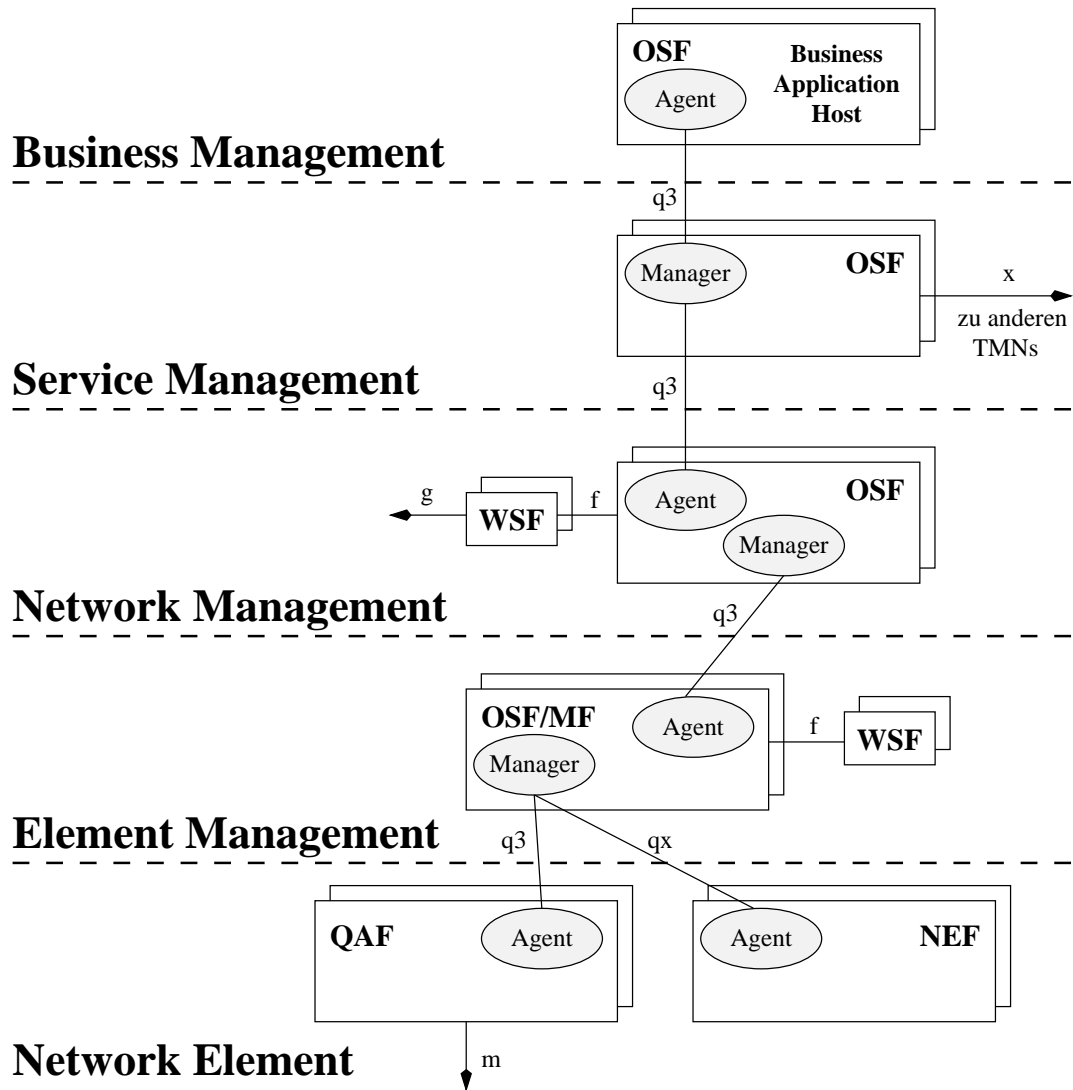 OSF
Business
Application
Host
Agent
Business Management
q3
Manager
OSF
x
zu anderen
TMNs
Service Management
q3
OSF
Agent
g
WSF
f
Manager
Network Management
q3
OSF/MF
Agent
f
WSF
Manager
Element Management
q3
qx
QAF
Agent
Agent
NEF
Network Element
m